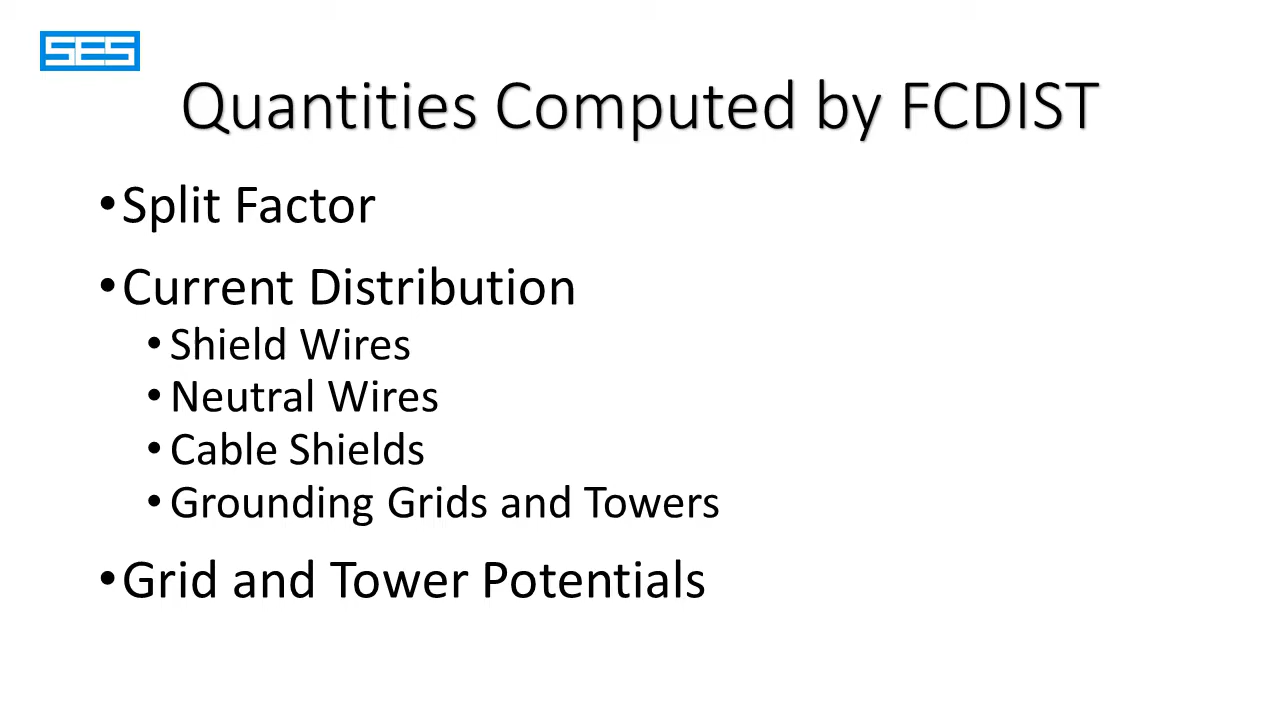 SES
Quantities Computed by FCDIST
•Split Factor
•Current Distribution
•Shield Wires
•Neutral Wires
•Cable Shields
•Grounding Grids and Towers
•Grid and Tower Potentials